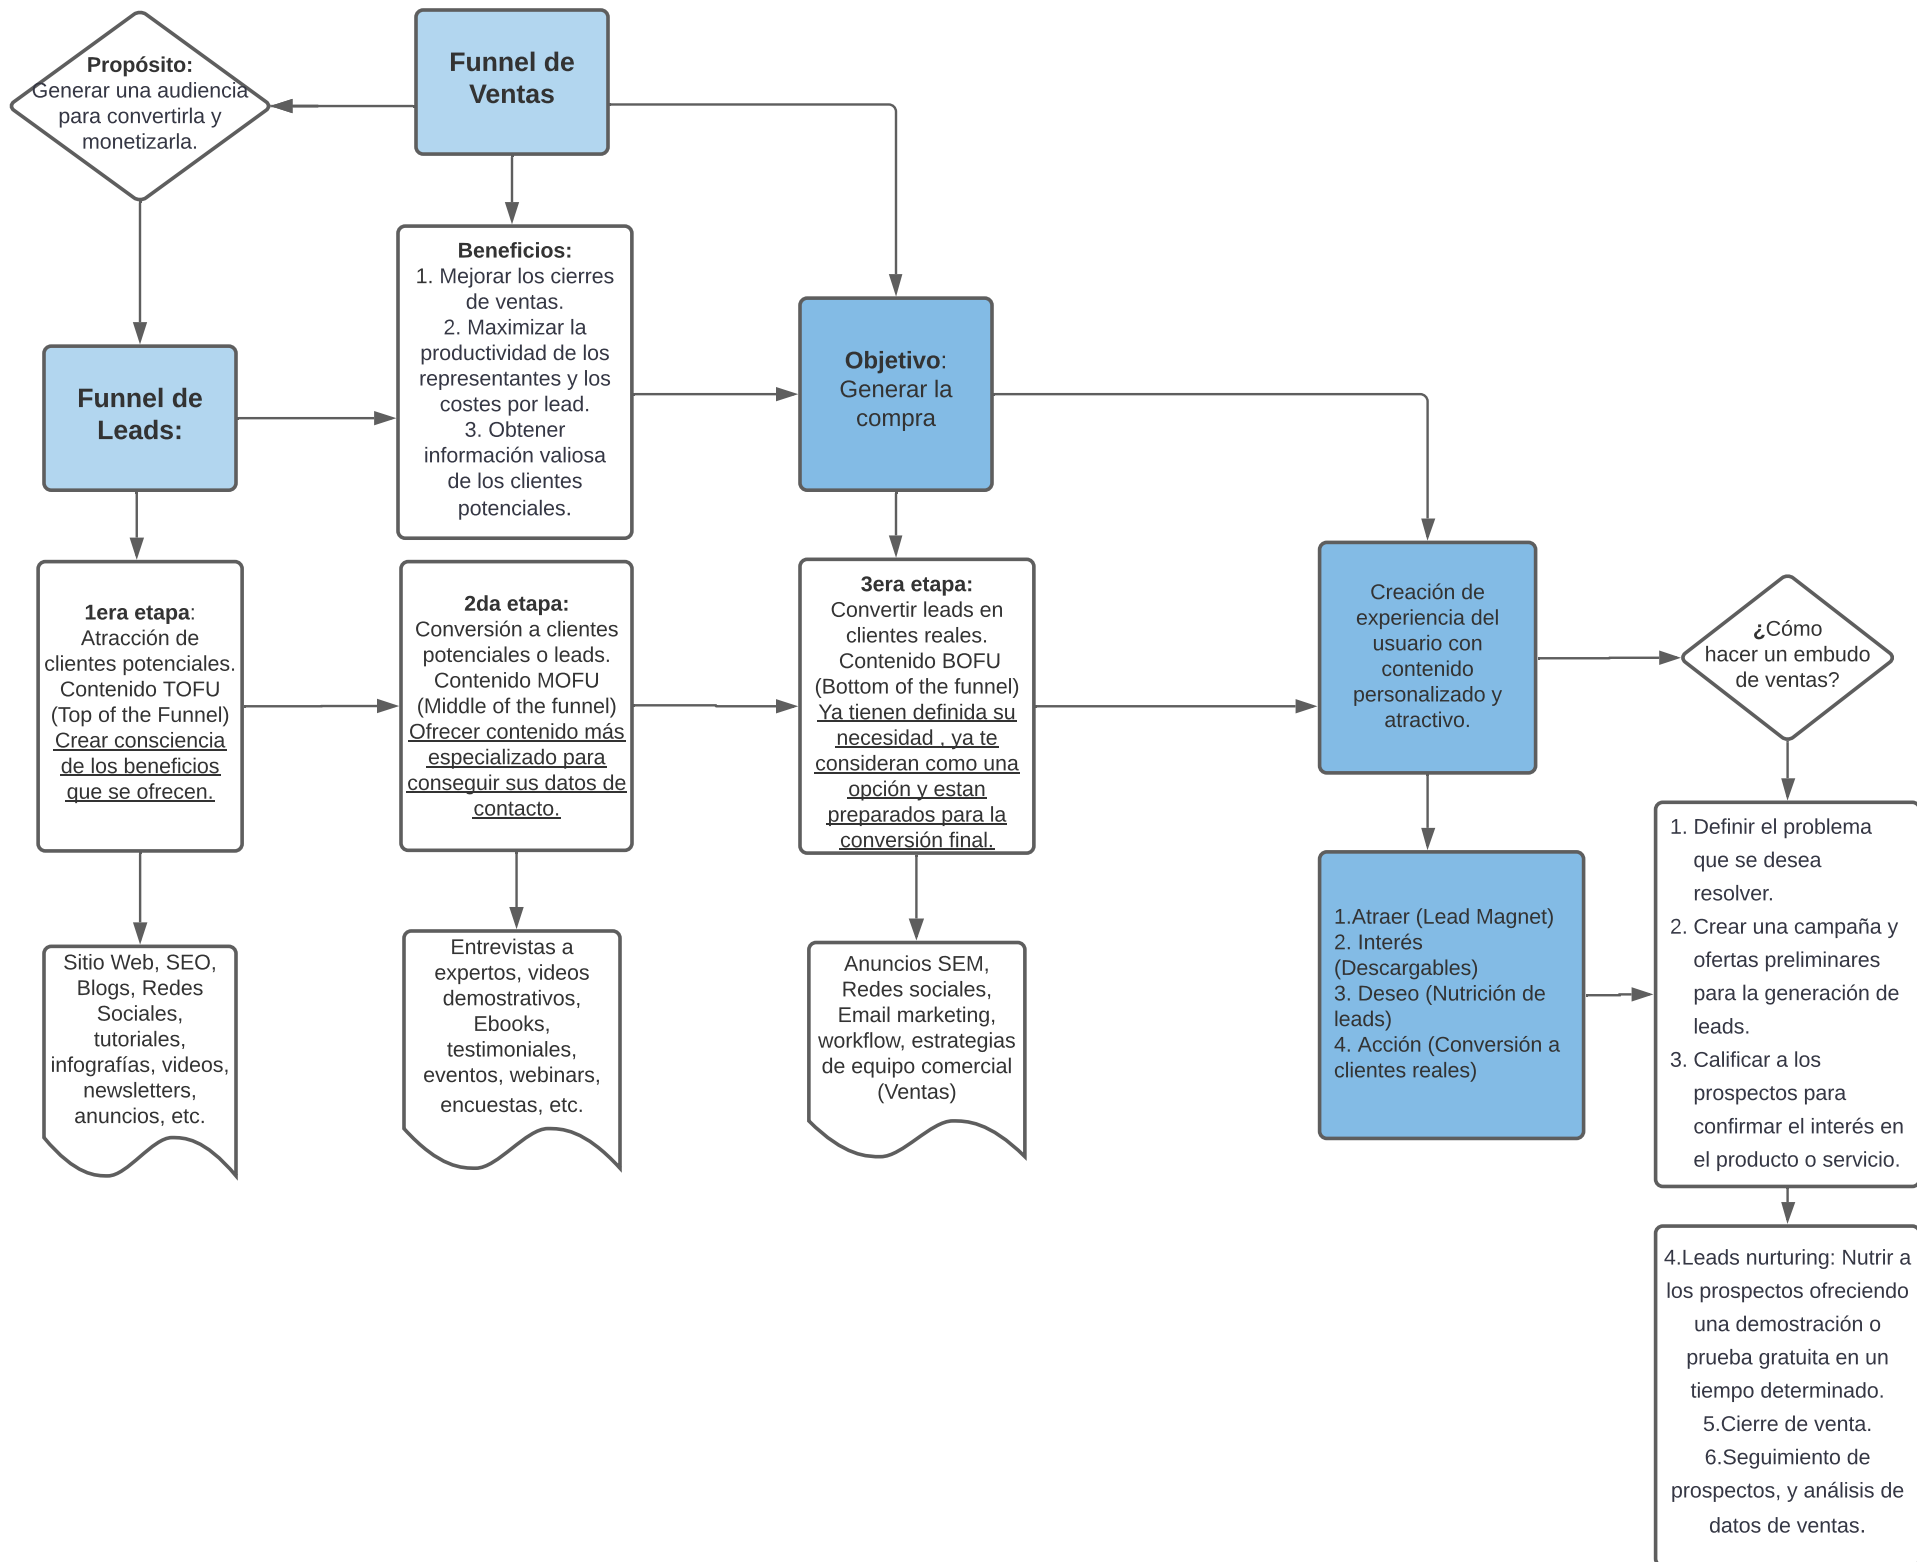 Propósito:
Generar una audiencia
para convertirla y
monetizarla.
Funnel de
Ventas
Beneficios:
1. Mejorar los cierres
de ventas.
2. Maximizar la
productividad de los
representantes y los
costes por lead.
3. Obtener
información valiosa
de los clientes
potenciales.
Objetivo:
Generar la
compra
Funnel de
Leads:
1era etapa:
Atracción de
clientes potenciales.
Contenido TOFU
(Top of the Funnel)
Crear consciencia
de los beneficios
que se ofrecen.
2da etapa:
Conversión a clientes
potenciales o leads.
Contenido MOFU
(Middle of the funnel)
Ofrecer contenido más
especializado para
conseguir sus datos de
contacto.
3era etapa:
Convertir leads en
clientes reales.
Contenido BOFU
(Bottom of the funnel)
Ya tienen definida su
necesidad , ya te
consideran como una
opción y estan
preparados para la
conversión final.
Creación de
experiencia del
usuario con
contenido
personalizado y
atractivo.
¿Cómo
hacer un embudo
de ventas?
Sitio Web, SEO,
Blogs, Redes
Sociales,
tutoriales,
infografías, videos,
newsletters,
anuncios, etc.
Entrevistas a
expertos, videos
demostrativos,
Ebooks,
testimoniales,
eventos, webinars,
encuestas, etc.
Anuncios SEM,
Redes sociales,
Email marketing,
workflow, estrategias
de equipo comercial
(Ventas)
1.Atraer (Lead Magnet)
2. Interés
(Descargables)
3. Deseo (Nutrición de
leads)
4. Acción (Conversión a
clientes reales)
1. Definir el problema
que se desea
resolver.
2. Crear una campaña y
ofertas preliminares
para la generación de
leads.
3. Calificar a los
prospectos para
confirmar el interés en
el producto o servicio.
4.Leads nurturing: Nutrir a
los prospectos ofreciendo
una demostración o
prueba gratuita en un
tiempo determinado.
5.Cierre de venta.
6.Seguimiento de
prospectos, y análisis de
datos de ventas.